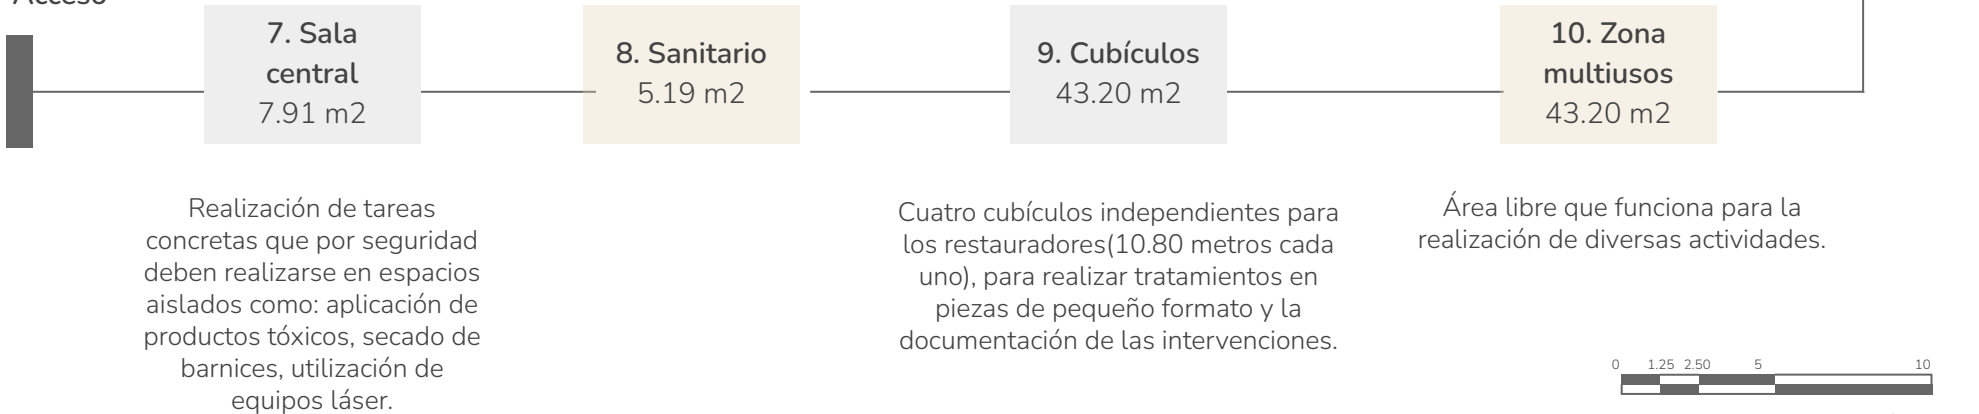 Acceso
7. Sala
central
7.91 m2
8. Sanitario
5.19 m2
9. Cubículos
43.20 m2
10. Zona
multiusos
43.20 m2
Realización de tareas
concretas que por seguridad
deben realizarse en espacios
aislados como: aplicación de
productos tóxicos, secado de
barnices, utilización de
equipos láser.
Cuatro cubículos independientes para
los restauradores(10.80 metros cada
uno), para realizar tratamientos en
piezas de pequeño formato y la
documentación de las intervenciones.
Área libre que funciona para la
realización de diversas actividades.
0 1.25 2.50 5 10